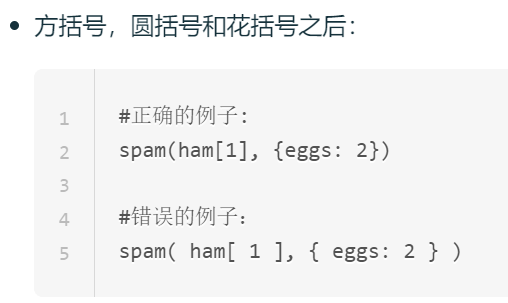 • 方括号，圆括号和花括号之后：
1 #正确的例子:
2 spam(ham[1], {eggs: 2})
3
4 #错误的例子：
5 spam( ham[ 1 ], { eggs: 2 } )